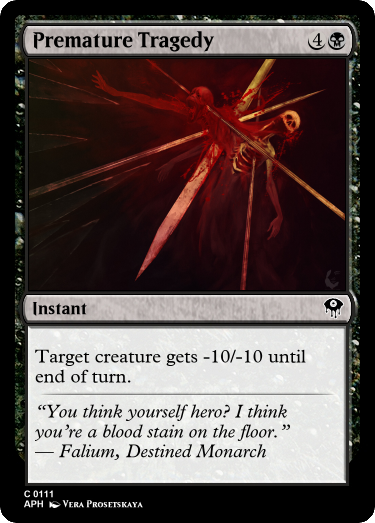 Premature Tragedy 4
Instant
Target creature gets -10/-10 until
end of turn.
“You think yourself hero? I think
you’re a blood stain on the floor.”
— Falium, Destined Monarch
C 0111
APH Vera Prosetskaya